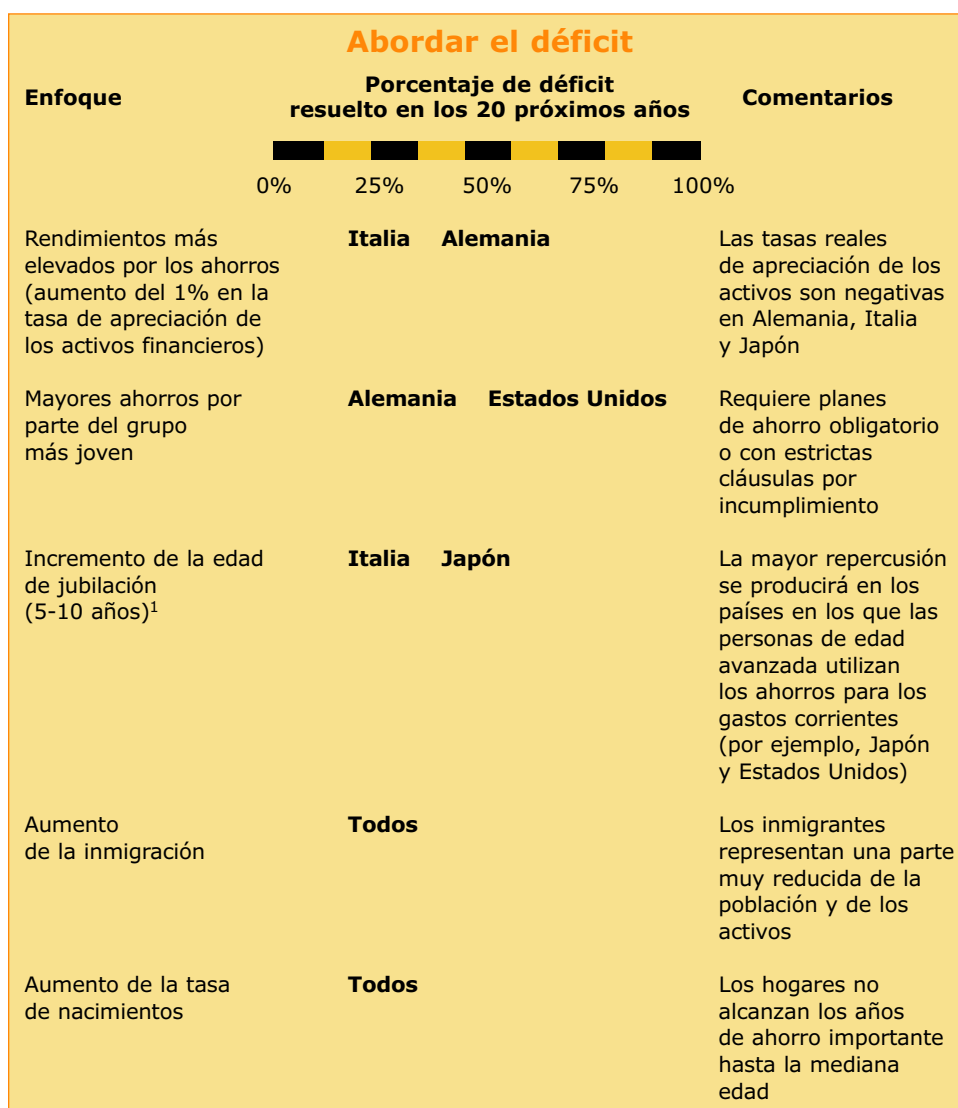 Abordar el déficit
Enfoque
Porcentaje de déficit
resuelto en los 20 próximos años
Comentarios
0% 25% 50% 75% 100%
Rendimientos más
elevados por los ahorros
(aumento del 1% en la
tasa de apreciación de
los activos financieros)
Italia Alemania
Las tasas reales
de apreciación de los
activos son negativas
en Alemania, Italia
y Japón
Mayores ahorros por
parte del grupo
más joven
Alemania Estados Unidos
Requiere planes
de ahorro obligatorio
o con estrictas
cláusulas por
incumplimiento
Incremento de la edad
de jubilación
(5-10 años)¹
Italia Japón
La mayor repercusión
se producirá en los
países en los que las
personas de edad
avanzada utilizan
los ahorros para los
gastos corrientes
(por ejemplo, Japón
y Estados Unidos)
Aumento
de la inmigración
Todos
Los inmigrantes
representan una parte
muy reducida de la
población y de los
activos
Aumento de la tasa
de nacimientos
Todos
Los hogares no
alcanzan los años
de ahorro importante
hasta la mediana
edad